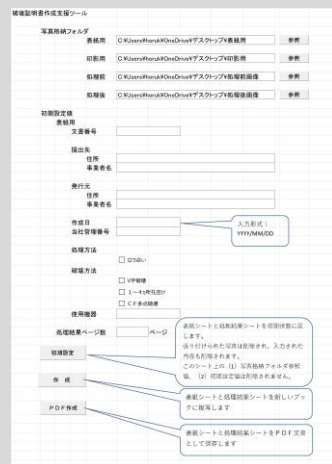 破壊証明書作成支援ツール
写真格納フォルダ
表紙用 C:¥Users¥horuk¥OneDrive¥デスクトップ¥表紙用 参照
印影用 C:¥Users¥horuk¥OneDrive¥デスクトップ¥印影用 参照
処理前 C:¥Users¥horuk¥OneDrive¥デスクトップ¥処理前画像 参照
処理後 C:¥Users¥horuk¥OneDrive¥デスクトップ¥処理後画像 参照
初期設定値
表紙用
文書番号
提出先
住所
事業者名
発行元
住所
事業者名
作成日
当社管理番号
入力形式：
YYYY/MM/DD
処理方法
立ち会い
破壊方法
V字破壊
1～4カ所孔空け
CF多点破壊
使用機器
処理結果ページ数 ページ
初期設定
表紙シートと処理結果シートを初期状態に戻
します。
張り付けられた写真は削除され、入力された
内容も削除されます。
このシート上の（1）写真格納フォルダ参照
値、（2）初期設定値は削除されません。
作 成
表紙シートと処理結果シートを新しいブッ
クに複写します
PDF作成
表紙シートと処理結果シートをPDF文書
として保存します